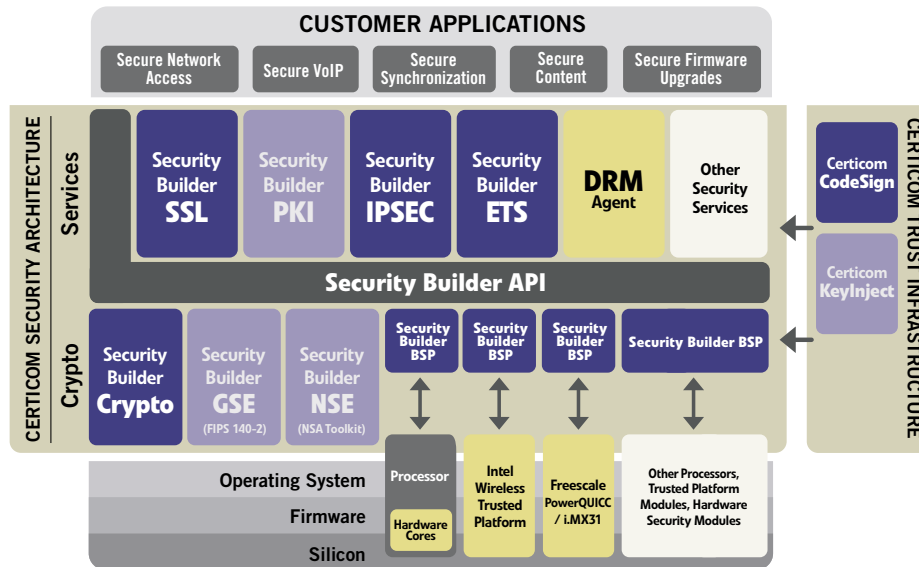 CUSTOMER APPLICATIONS
Secure Network
Access
Secure VoIP
Secure
Synchronization
Secure
Content
Secure Firmware
Upgrades
CERTICOM SECURITY ARCHITECTURE
Services
Security
Builder
SSL
Security
Builder
PKI
Security
Builder
IPSEC
Security
Builder
ETS
DRM
Agent
Other
Security
Services
Security Builder API
Crypto
Security
Builder
Crypto
Security
Builder
GSE
(FIPS 140-2)
Security
Builder
NSE
(NSA Toolkit)
Security
Builder
BSP
Security
Builder
BSP
Security
Builder
BSP
Security Builder BSP
Certicom
CodeSign
Certicom
KeyInject
CERTICOM TRUST INFRASTRUCTURE
Operating System
Firmware
Silicon
Processor
Hardware
Cores
Intel
Wireless
Trusted
Platform
Freescale
PowerQUICC
/ i.MX31
Other Processors,
Trusted Platform
Modules, Hardware
Security Modules